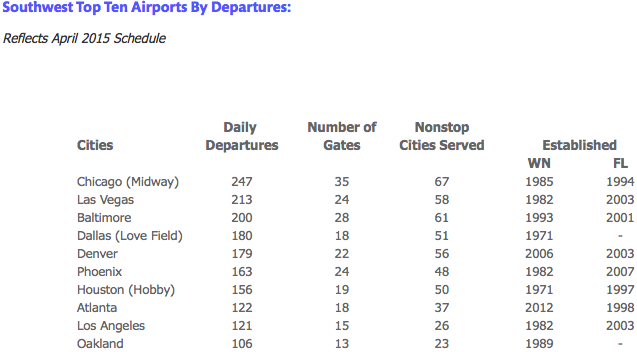 Southwest Top Ten Airports By Departures:
Reflects April 2015 Schedule
Daily Number of Nonstop
Cities Departures Gates Cities Served Established
WN FL
Chicago (Midway) 247 35 67 1985 1994
Las Vegas 213 24 58 1982 2003
Baltimore 200 28 61 1993 2001
Dallas (Love Field) 180 18 51 1971 -
Denver 179 22 56 2006 2003
Phoenix 163 24 48 1982 2007
Houston (Hobby) 156 19 50 1971 1997
Atlanta 122 18 37 2012 1998
Los Angeles 121 15 26 1982 2003
Oakland 106 13 23 1989 -